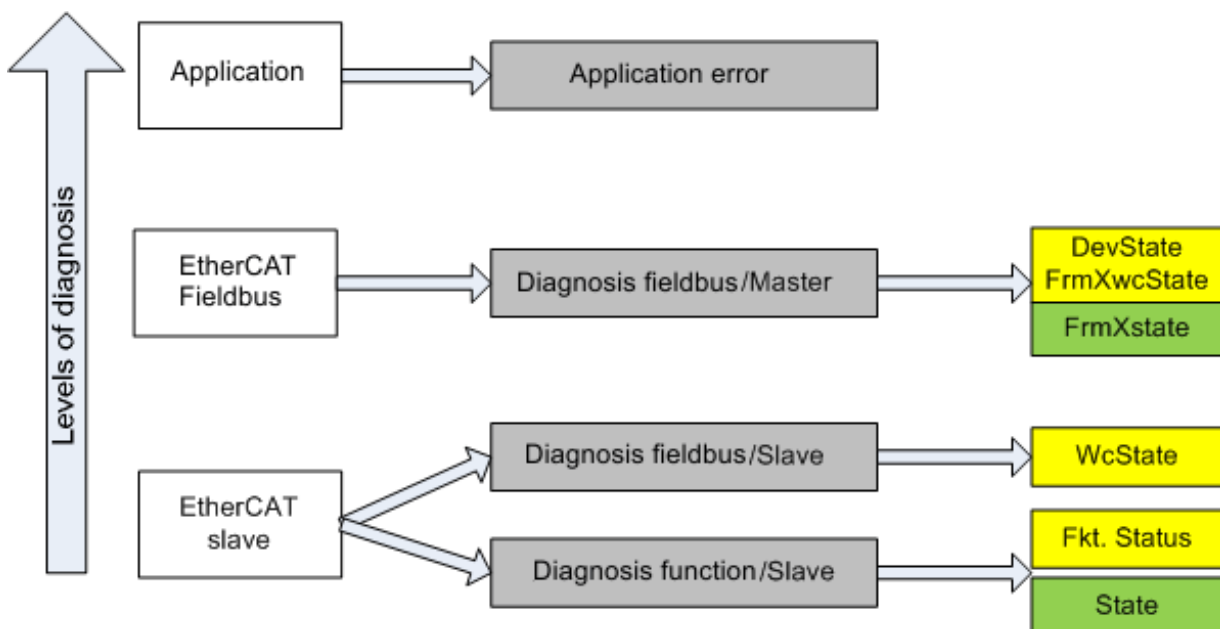 Levels of diagnosis
Application
Application error
EtherCAT
Fieldbus
Diagnosis fieldbus/Master
DevState
FrmXwcState
FrmXstate
EtherCAT
slave
Diagnosis fieldbus/Slave
WcState
Diagnosis function/Slave
Fkt. Status
State